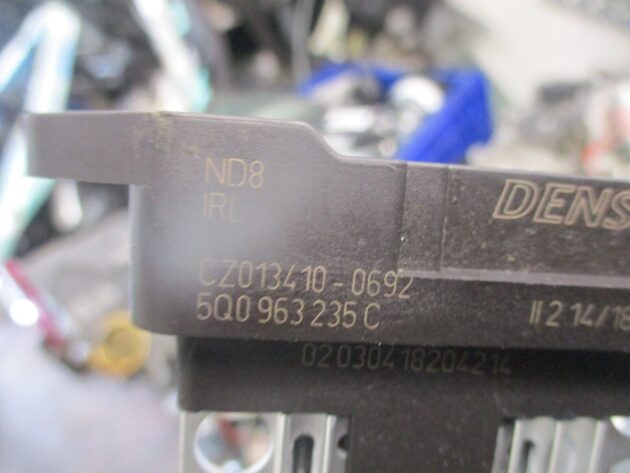 ND8
IRL
DENS
CZ013410-0692
5Q0 963 235 C
II 2 14/18
02030418204214